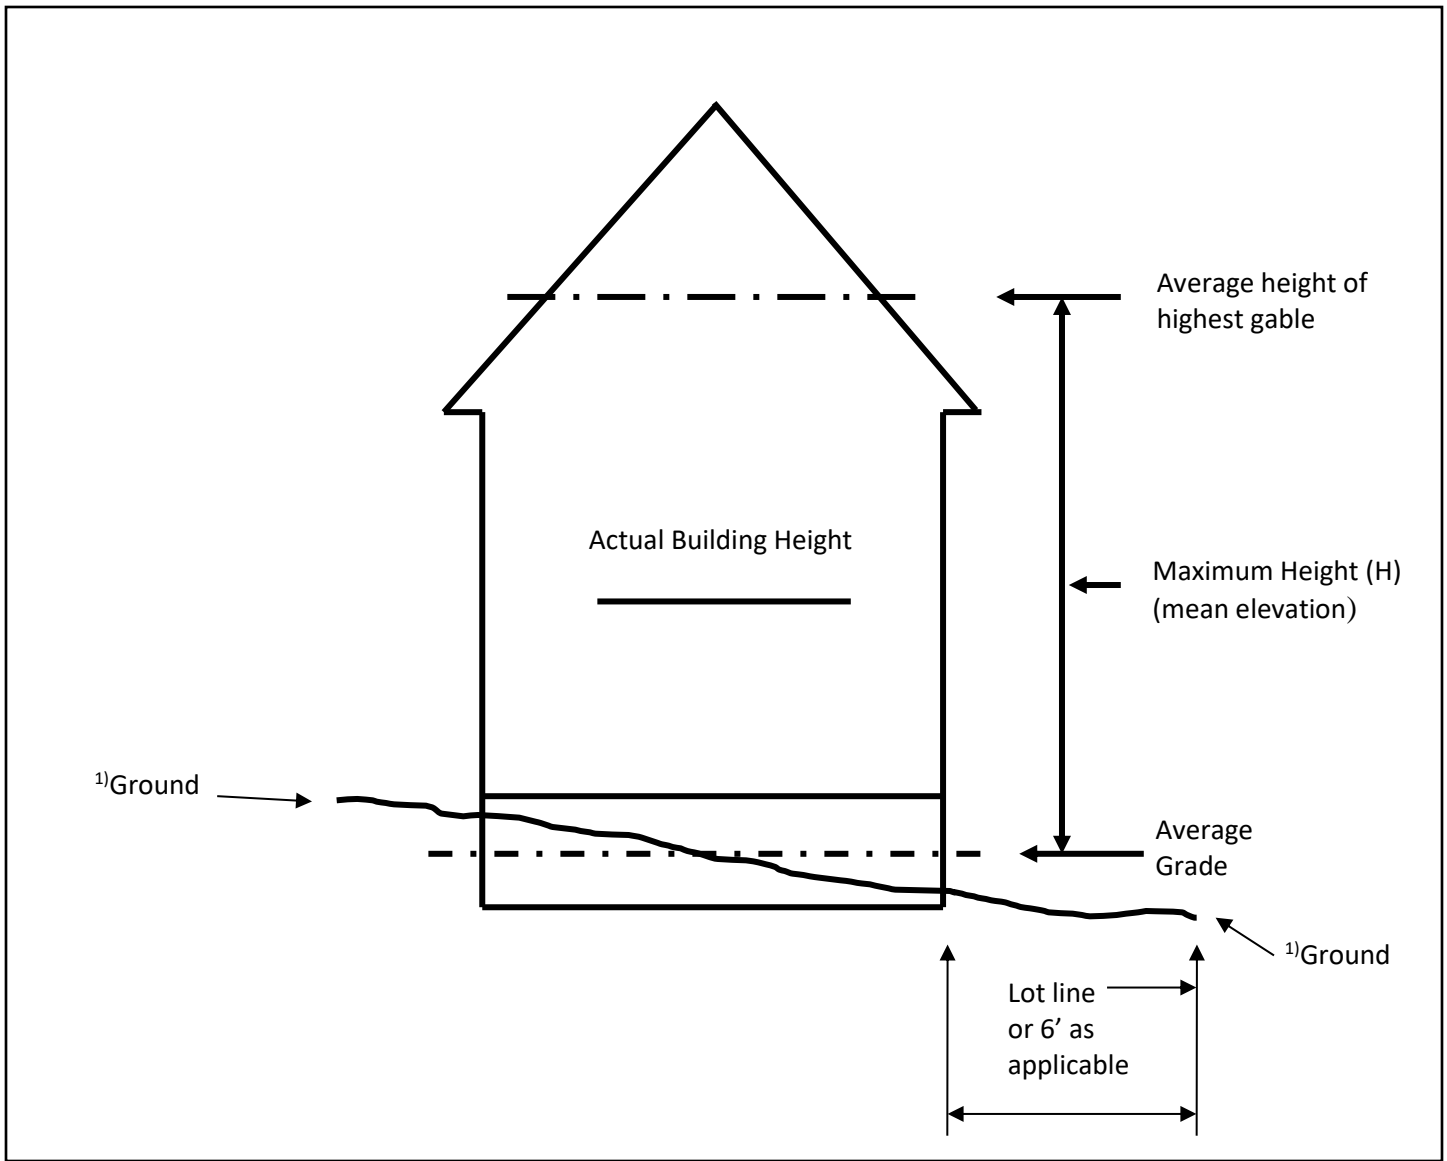 Average height of
highest gable
Actual Building Height
Maximum Height (H)
(mean elevation)
1)Ground
Average
Grade
1)Ground
Lot line
or 6’ as
applicable